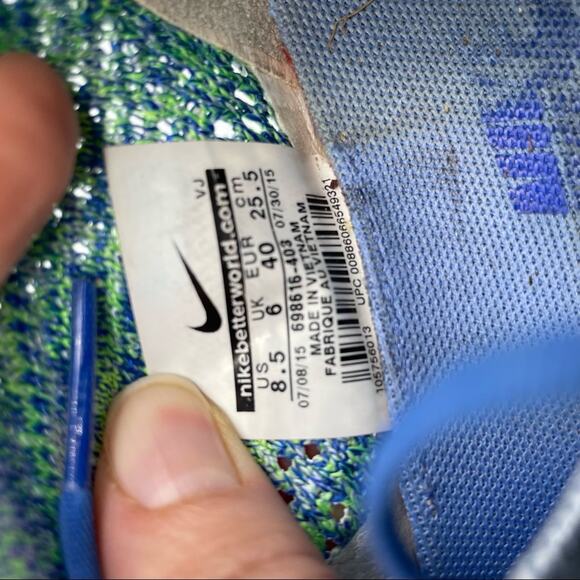 VJ
nikebetterworld.com
US UK EUR cm
8.5 6 40 25.5
07/08/15 698616-403 07/30/15
MADE IN VIETNAM
FABRIQUE AU VIETNAM
105756013 UPC 00886066549321